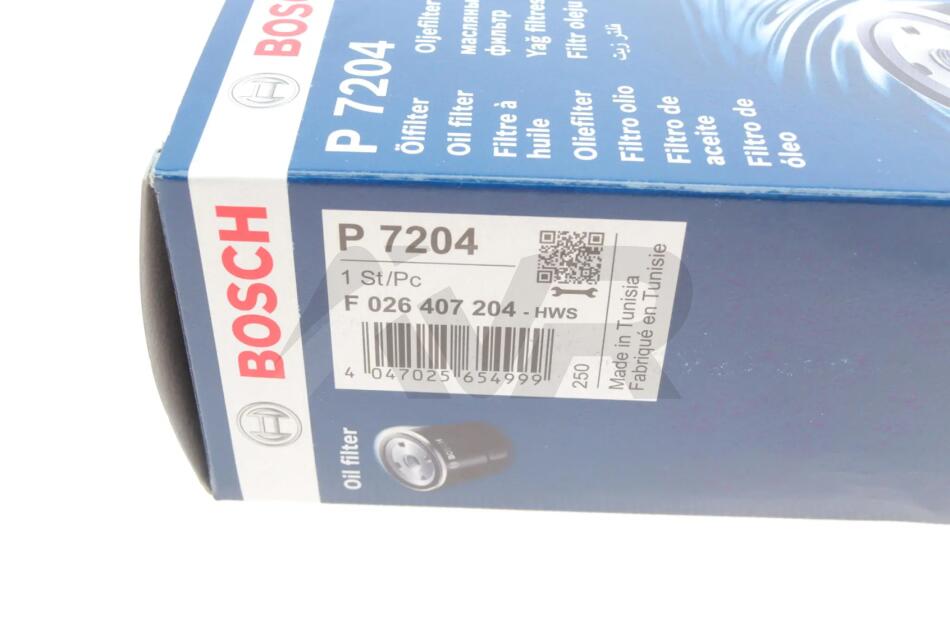 BOSCH
P 7204
Ölfilter
Oil filter
Filtre à
huile
Oliefilter
Filtro olio
Filtro de
aceite
Filtro de
óleo
Oljefilter
масляный
фильтр
Yağ filtresi
Filtr oleju
فلتر زيت
BOSCH
P 7204
1 St/Pc
F 026 407 204 - HWS
4 047025 654999
250
Made in Tunisia
Fabriqué en Tunisie
Oil filter